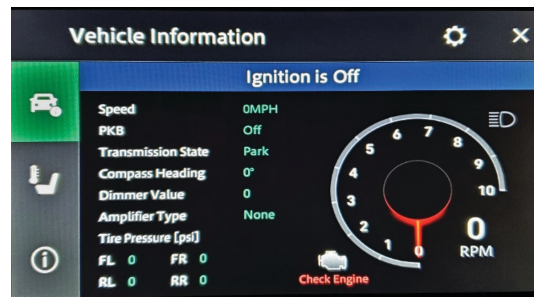 Vehicle Information
Ignition is Off
Speed 0MPH
PKB Off
Transmission State Park
Compass Heading 0°
Dimmer Value 0
Amplifier Type None
Tire Pressure [psi]
FL 0 FR 0
RL 0 RR 0
0 1 2 3 4 5 6 7 8 9 10
0
RPM
Check Engine